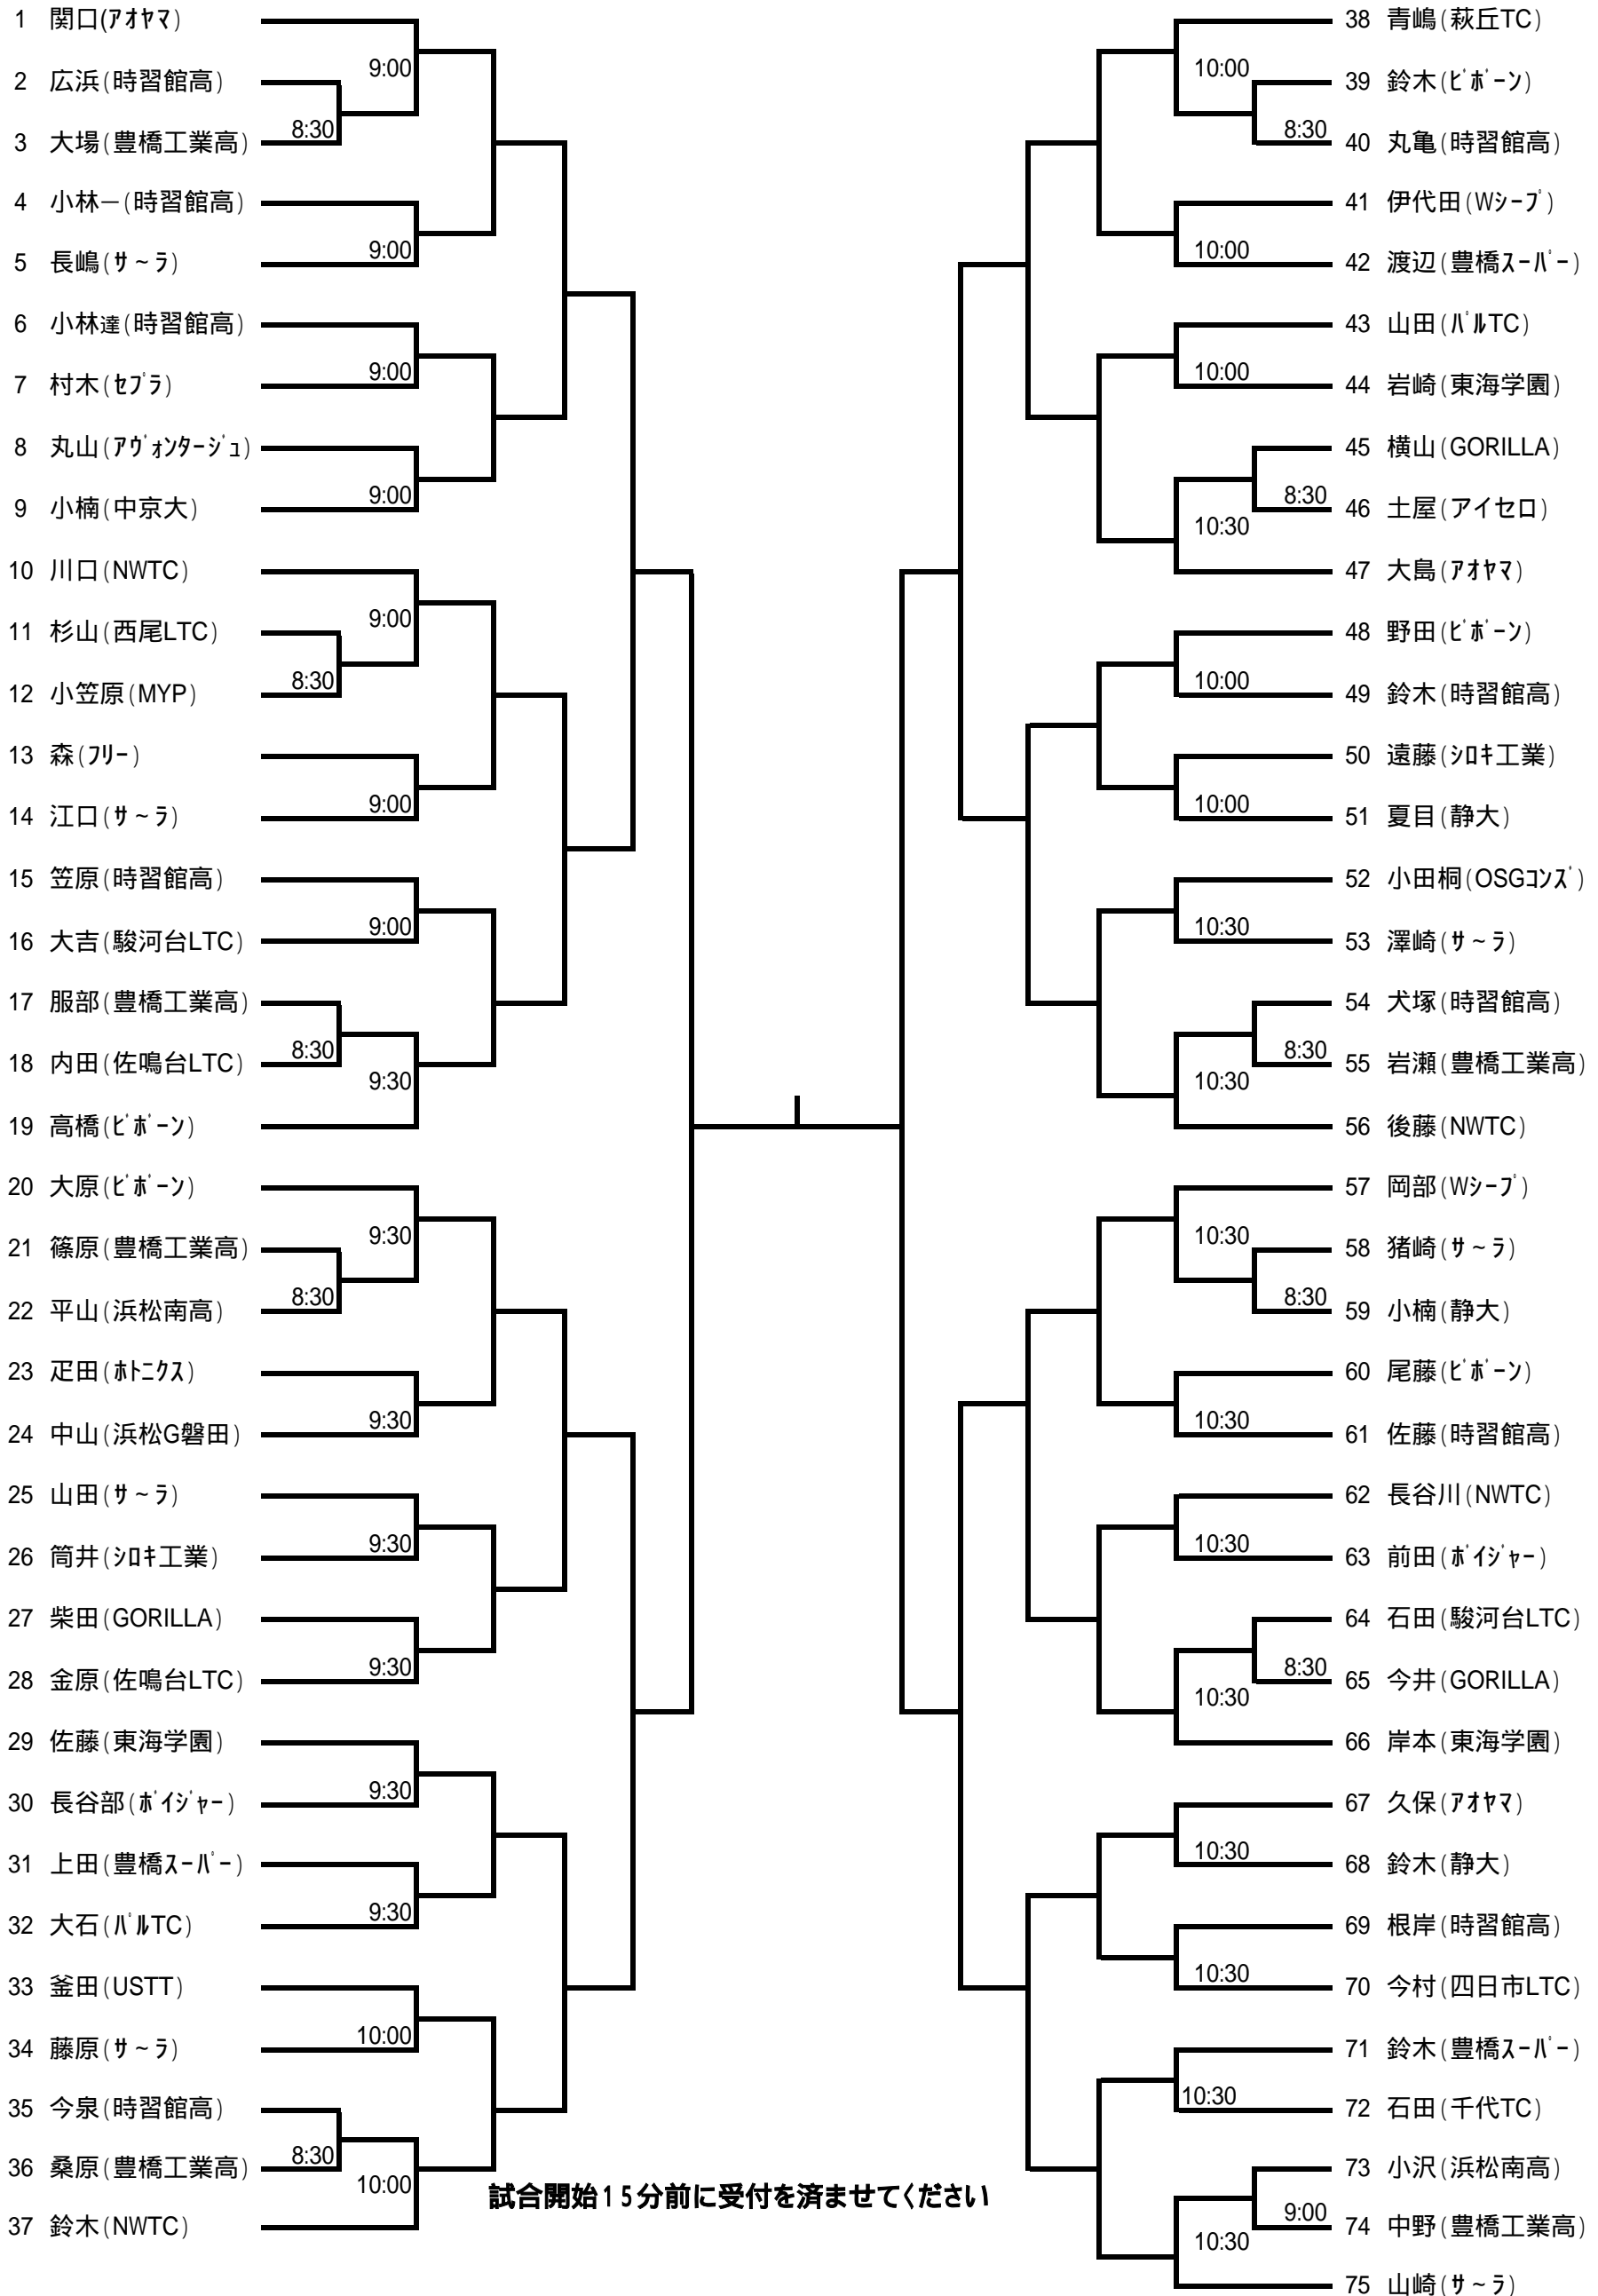 1 関口(ｱｵﾔﾏ)
9:00
2 広浜(時習館高)
8:30
3 大場(豊橋工業高)
4 小林一(時習館高)
9:00
5 長嶋(ｻ～ﾗ)
6 小林達(時習館高)
9:00
7 村木(ｾﾌﾞﾗ)
8 丸山(ｱｳﾞｫﾝﾀｰｼﾞｭ)
9:00
9 小楠(中京大)
10 川口(NWTC)
9:00
11 杉山(西尾LTC)
8:30
12 小笠原(MYP)
13 森(ﾌﾘｰ)
9:00
14 江口(ｻ～ﾗ)
15 笠原(時習館高)
9:00
16 大吉(駿河台LTC)
17 服部(豊橋工業高)
8:30
18 内田(佐鳴台LTC)
9:30
19 高橋(ﾋﾞﾎﾞｰﾝ)
20 大原(ﾋﾞﾎﾞｰﾝ)
9:30
21 篠原(豊橋工業高)
8:30
22 平山(浜松南高)
23 疋田(ﾎﾄﾆｸｽ)
9:30
24 中山(浜松G磐田)
25 山田(ｻ～ﾗ)
9:30
26 筒井(ｼﾛｷ工業)
27 柴田(GORILLA)
9:30
28 金原(佐鳴台LTC)
29 佐藤(東海学園)
9:30
30 長谷部(ﾎﾞｲｼﾞｬｰ)
31 上田(豊橋ｽｰﾊﾟｰ)
9:30
32 大石(ﾊﾟﾙTC)
33 釜田(USTT)
10:00
34 藤原(ｻ～ﾗ)
35 今泉(時習館高)
8:30
36 桑原(豊橋工業高)
10:00
37 鈴木(NWTC)
試合開始15分前に受付を済ませてください
38 青嶋(萩丘TC)
10:00
39 鈴木(ﾋﾞﾎﾞｰﾝ)
8:30
40 丸亀(時習館高)
41 伊代田(Wｼｰﾌﾟ)
10:00
42 渡辺(豊橋ｽｰﾊﾟｰ)
43 山田(ﾊﾟﾙTC)
10:00
44 岩崎(東海学園)
45 横山(GORILLA)
8:30
46 土屋(アイセロ)
10:30
47 大島(ｱｵﾔﾏ)
48 野田(ﾋﾞﾎﾞｰﾝ)
10:00
49 鈴木(時習館高)
50 遠藤(ｼﾛｷ工業)
10:00
51 夏目(静大)
52 小田桐(OSGｺﾝｽﾞ)
10:30
53 澤崎(ｻ～ﾗ)
54 犬塚(時習館高)
8:30
55 岩瀬(豊橋工業高)
10:30
56 後藤(NWTC)
57 岡部(Wｼｰﾌﾟ)
10:30
58 猪崎(ｻ～ﾗ)
8:30
59 小楠(静大)
60 尾藤(ﾋﾞﾎﾞｰﾝ)
10:30
61 佐藤(時習館高)
62 長谷川(NWTC)
10:30
63 前田(ﾎﾞｲｼﾞｬｰ)
64 石田(駿河台LTC)
8:30
65 今井(GORILLA)
10:30
66 岸本(東海学園)
67 久保(ｱｵﾔﾏ)
10:30
68 鈴木(静大)
69 根岸(時習館高)
10:30
70 今村(四日市LTC)
71 鈴木(豊橋ｽｰﾊﾟｰ)
10:30
72 石田(千代TC)
73 小沢(浜松南高)
9:00
74 中野(豊橋工業高)
10:30
75 山崎(ｻ～ﾗ)